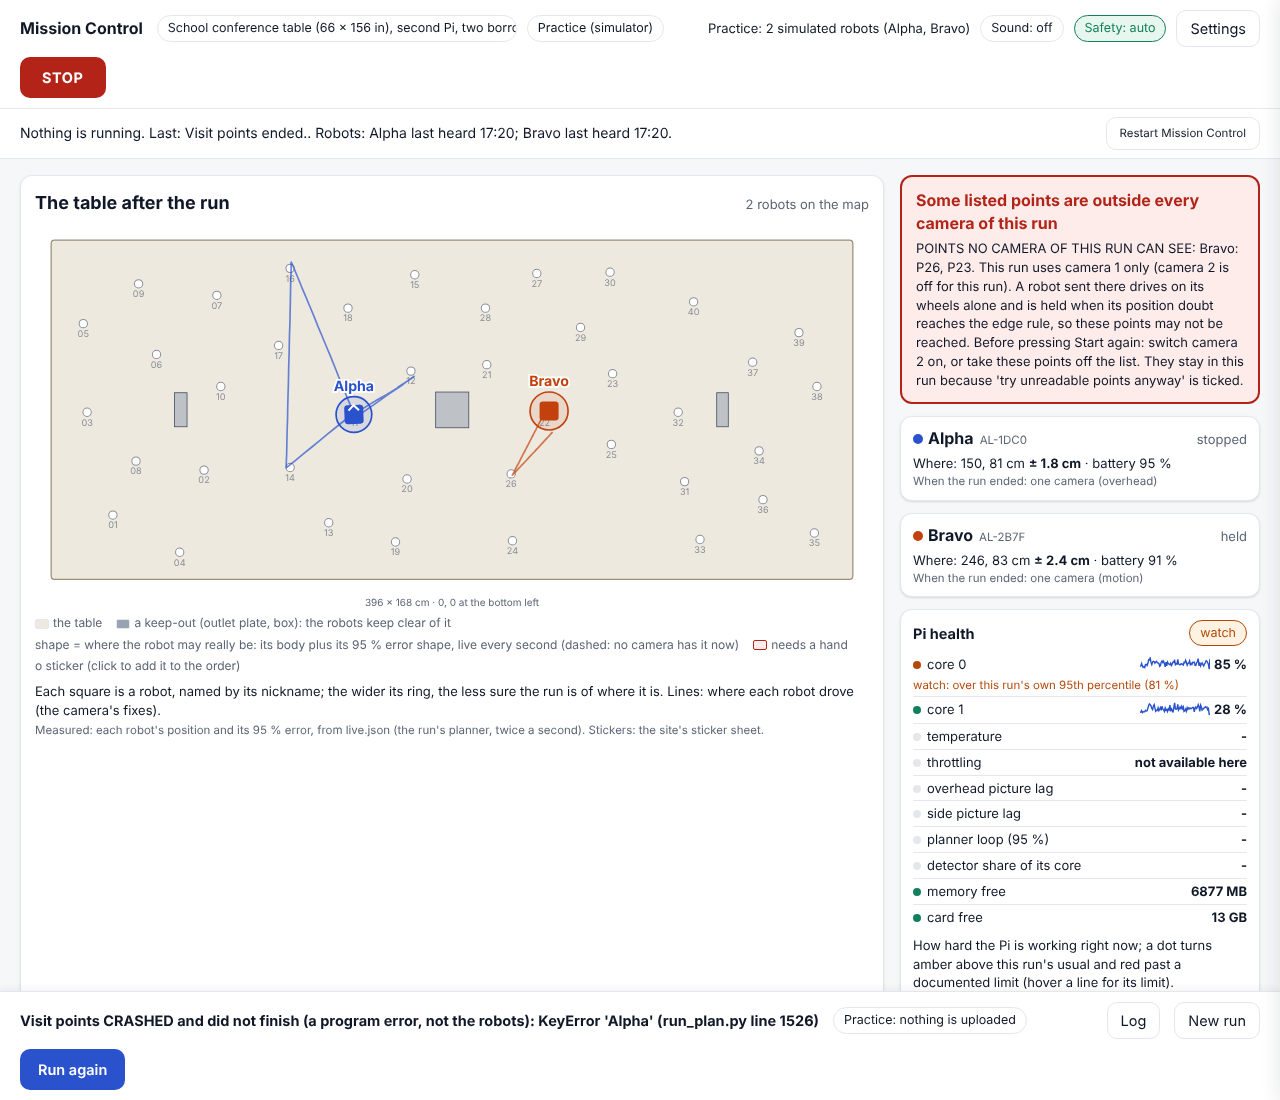 Mission Control
School conference table (66 × 156 in), second Pi, two borr
Practice (simulator)
Practice: 2 simulated robots (Alpha, Bravo)
Sound: off
Safety: auto
Settings
STOP
Nothing is running. Last: Visit points ended.. Robots: Alpha last heard 17:20; Bravo last heard 17:20.
Restart Mission Control
The table after the run
2 robots on the map
09
07
16
15
27
30
18
28
40
05
29
39
17
06
21
37
12
23
38
10
Alpha
Bravo
03
22
32
25
34
08
02
14
20
26
31
36
01
13
35
04
19
24
33
396 × 168 cm · 0, 0 at the bottom left
the table
a keep-out (outlet plate, box): the robots keep clear of it
shape = where the robot may really be: its body plus its 95 % error shape, live every second (dashed: no camera has it now)
needs a hand
o sticker (click to add it to the order)
Each square is a robot, named by its nickname; the wider its ring, the less sure the run is of where it is. Lines: where each robot drove
(the camera's fixes).
Measured: each robot's position and its 95 % error, from live.json (the run's planner, twice a second). Stickers: the site's sticker sheet.
Some listed points are outside every
camera of this run
POINTS NO CAMERA OF THIS RUN CAN SEE: Bravo:
P26, P23. This run uses camera 1 only (camera 2 is
off for this run). A robot sent there drives on its
wheels alone and is held when its position doubt
reaches the edge rule, so these points may not be
reached. Before pressing Start again: switch camera
2 on, or take these points off the list. They stay in this
run because 'try unreadable points anyway' is ticked.
Alpha AL-1DC0
stopped
Where: 150, 81 cm ± 1.8 cm · battery 95 %
When the run ended: one camera (overhead)
Bravo AL-2B7F
held
Where: 246, 83 cm ± 2.4 cm · battery 91 %
When the run ended: one camera (motion)
Pi health
watch
core 0
85 %
watch: over this run's own 95th percentile (81 %)
core 1
28 %
temperature
-
throttling
not available here
overhead picture lag
-
side picture lag
-
planner loop (95 %)
-
detector share of its core
-
memory free
6877 MB
card free
13 GB
How hard the Pi is working right now; a dot turns
amber above this run's usual and red past a
documented limit (hover a line for its limit).
Visit points CRASHED and did not finish (a program error, not the robots): KeyError 'Alpha' (run_plan.py line 1526)
Practice: nothing is uploaded
Log
New run
Run again